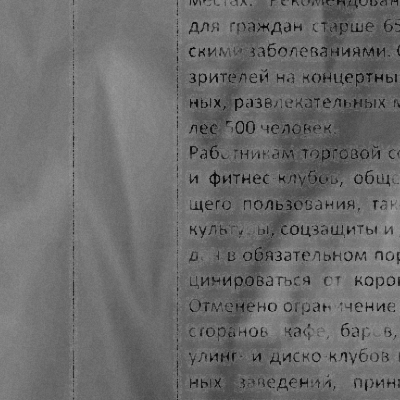 местах. Рекомендован
для граждан старше 65
скими заболеваниями. С
зрителей на концертны
ных, развлекательных м
лее 500 человек.
Работникам торговой се
и фитнес-клубов, обще
щего пользования, так
культуры, соцзащиты и
в обязательном пор
цинироваться от корон
Отменено ограничение
сторанов, кафе, баров,
улинг- и диско-клубов
ных заведений, прин